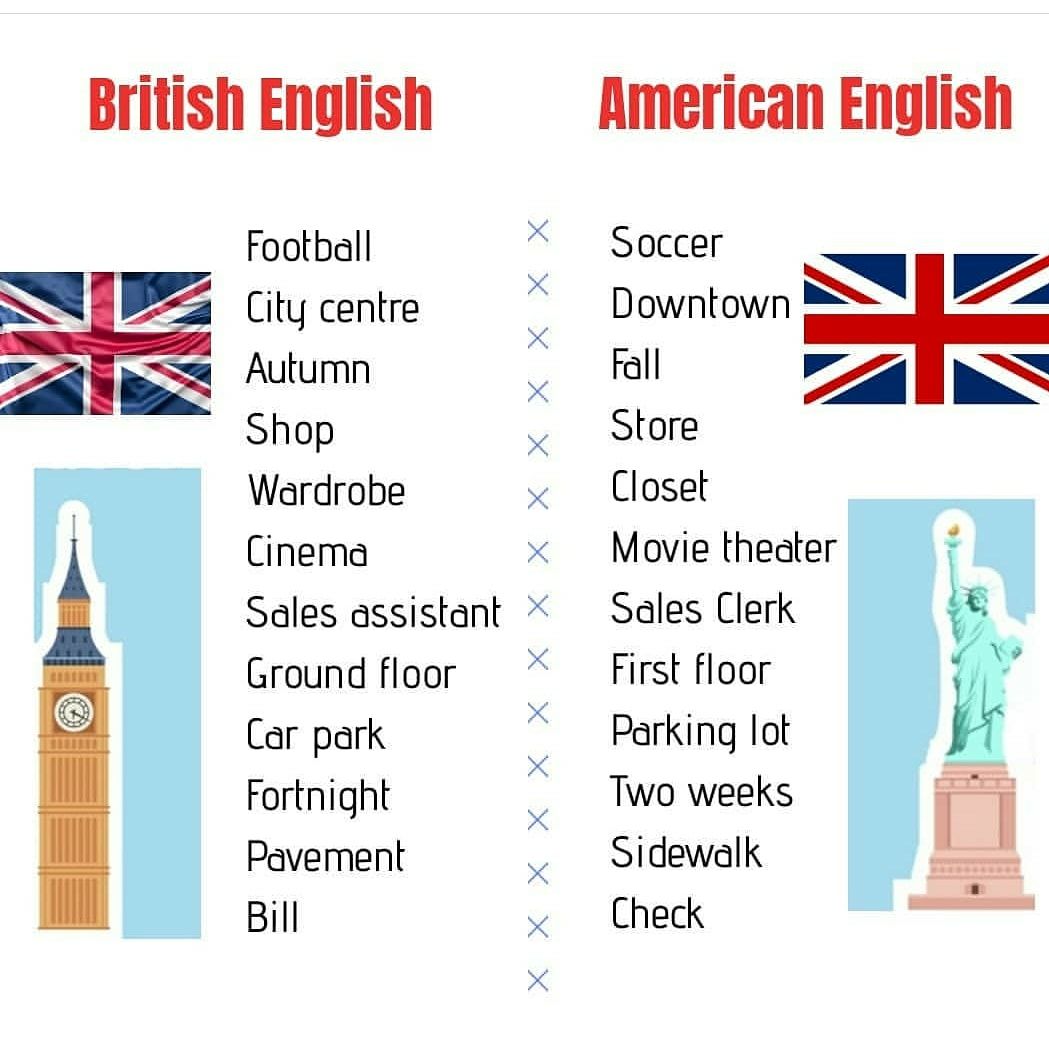 British English
American English
Football
Soccer
City centre
Downtown
Autumn
Fall
Shop
Store
Wardrobe
Closet
Cinema
Movie theater
Sales assistant
Sales Clerk
Ground floor
First floor
Car park
Parking lot
Fortnight
Two weeks
Pavement
Sidewalk
Bill
Check